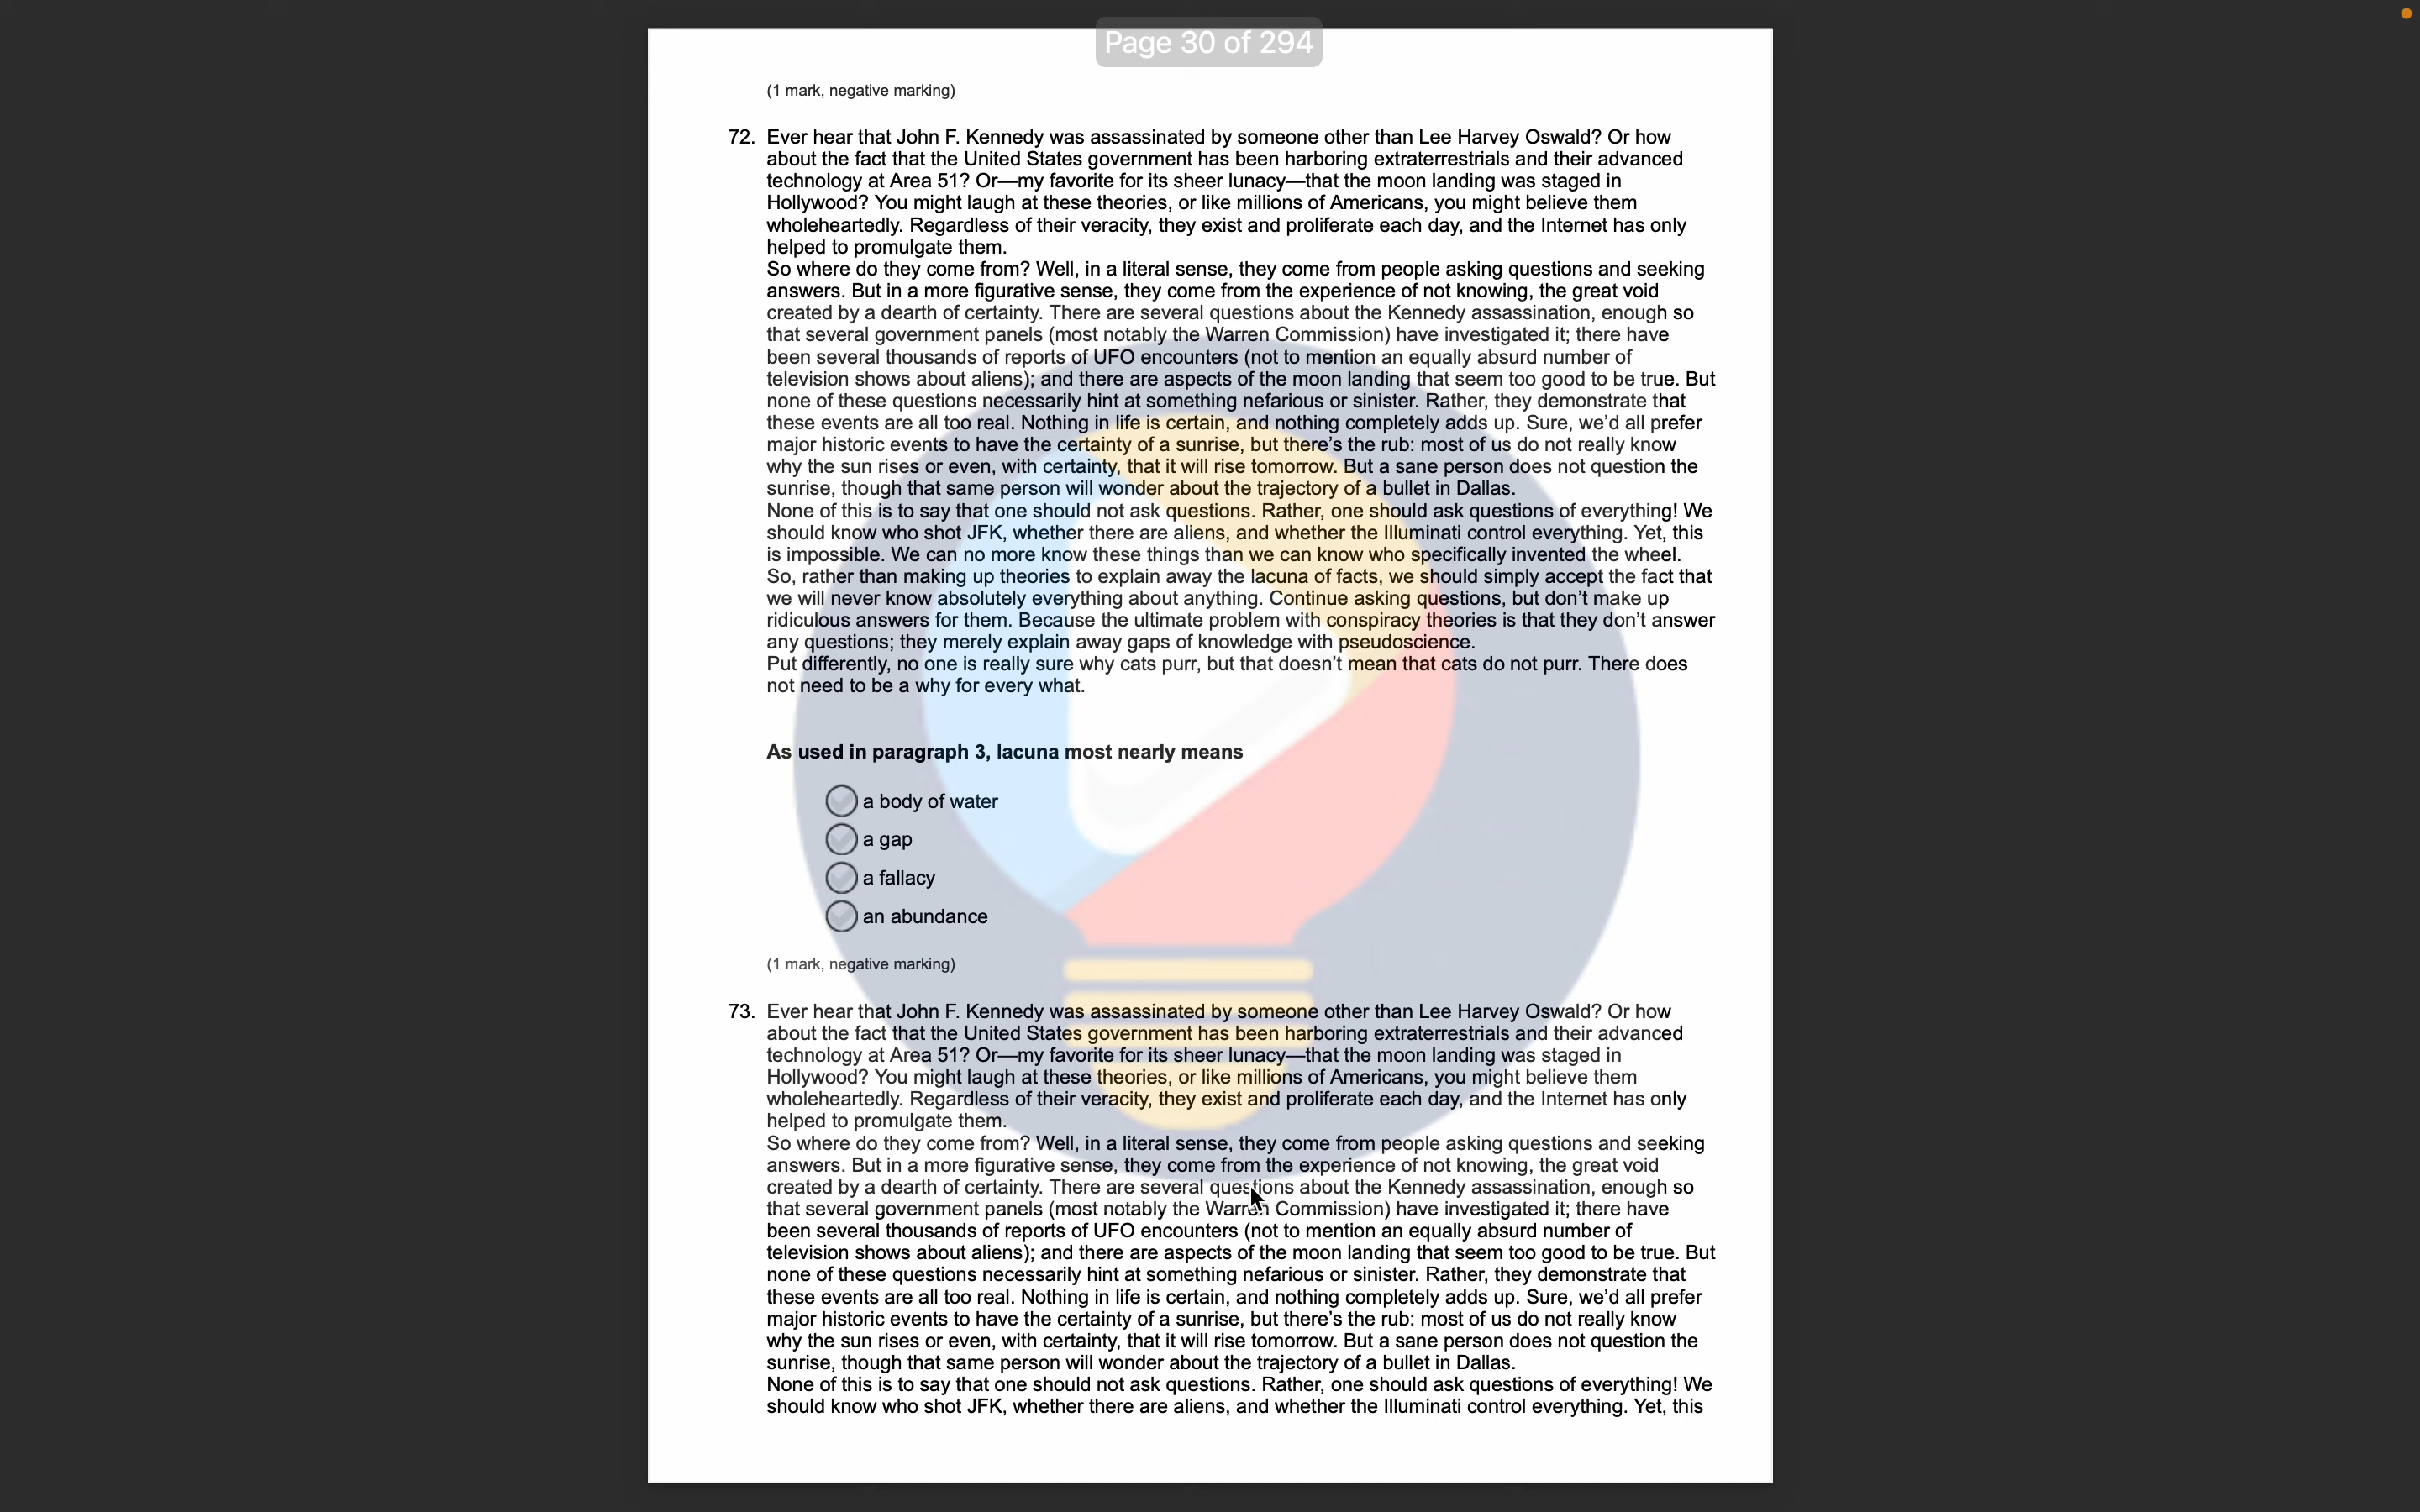 Page 30 of 294
(1 mark, negative marking)
72. Ever hear that John F. Kennedy was assassinated by someone other than Lee Harvey Oswald? Or how
about the fact that the United States government has been harboring extraterrestrials and their advanced
technology at Area 51? Or—my favorite for its sheer lunacy—that the moon landing was staged in
Hollywood? You might laugh at these theories, or like millions of Americans, you might believe them
wholeheartedly. Regardless of their veracity, they exist and proliferate each day, and the Internet has only
helped to promulgate them.
So where do they come from? Well, in a literal sense, they come from people asking questions and seeking
answers. But in a more figurative sense, they come from the experience of not knowing, the great void
created by a dearth of certainty. There are several questions about the Kennedy assassination, enough so
that several government panels (most notably the Warren Commission) have investigated it; there have
been several thousands of reports of UFO encounters (not to mention an equally absurd number of
television shows about aliens); and there are aspects of the moon landing that seem too good to be true. But
none of these questions necessarily hint at something nefarious or sinister. Rather, they demonstrate that
these events are all too real. Nothing in life is certain, and nothing completely adds up. Sure, we’d all prefer
major historic events to have the certainty of a sunrise, but there’s the rub: most of us do not really know
why the sun rises or even, with certainty, that it will rise tomorrow. But a sane person does not question the
sunrise, though that same person will wonder about the trajectory of a bullet in Dallas.
None of this is to say that one should not ask questions. Rather, one should ask questions of everything! We
should know who shot JFK, whether there are aliens, and whether the Illuminati control everything. Yet, this
is impossible. We can no more know these things than we can know who specifically invented the wheel.
So, rather than making up theories to explain away the lacuna of facts, we should simply accept the fact that
we will never know absolutely everything about anything. Continue asking questions, but don’t make up
ridiculous answers for them. Because the ultimate problem with conspiracy theories is that they don’t answer
any questions; they merely explain away gaps of knowledge with pseudoscience.
Put differently, no one is really sure why cats purr, but that doesn’t mean that cats do not purr. There does
not need to be a why for every what.
As used in paragraph 3, lacuna most nearly means
a body of water
a gap
a fallacy
an abundance
(1 mark, negative marking)
73. Ever hear that John F. Kennedy was assassinated by someone other than Lee Harvey Oswald? Or how
about the fact that the United States government has been harboring extraterrestrials and their advanced
technology at Area 51? Or—my favorite for its sheer lunacy—that the moon landing was staged in
Hollywood? You might laugh at these theories, or like millions of Americans, you might believe them
wholeheartedly. Regardless of their veracity, they exist and proliferate each day, and the Internet has only
helped to promulgate them.
So where do they come from? Well, in a literal sense, they come from people asking questions and seeking
answers. But in a more figurative sense, they come from the experience of not knowing, the great void
created by a dearth of certainty. There are several questions about the Kennedy assassination, enough so
that several government panels (most notably the Warren Commission) have investigated it; there have
been several thousands of reports of UFO encounters (not to mention an equally absurd number of
television shows about aliens); and there are aspects of the moon landing that seem too good to be true. But
none of these questions necessarily hint at something nefarious or sinister. Rather, they demonstrate that
these events are all too real. Nothing in life is certain, and nothing completely adds up. Sure, we’d all prefer
major historic events to have the certainty of a sunrise, but there’s the rub: most of us do not really know
why the sun rises or even, with certainty, that it will rise tomorrow. But a sane person does not question the
sunrise, though that same person will wonder about the trajectory of a bullet in Dallas.
None of this is to say that one should not ask questions. Rather, one should ask questions of everything! We
should know who shot JFK, whether there are aliens, and whether the Illuminati control everything. Yet, this